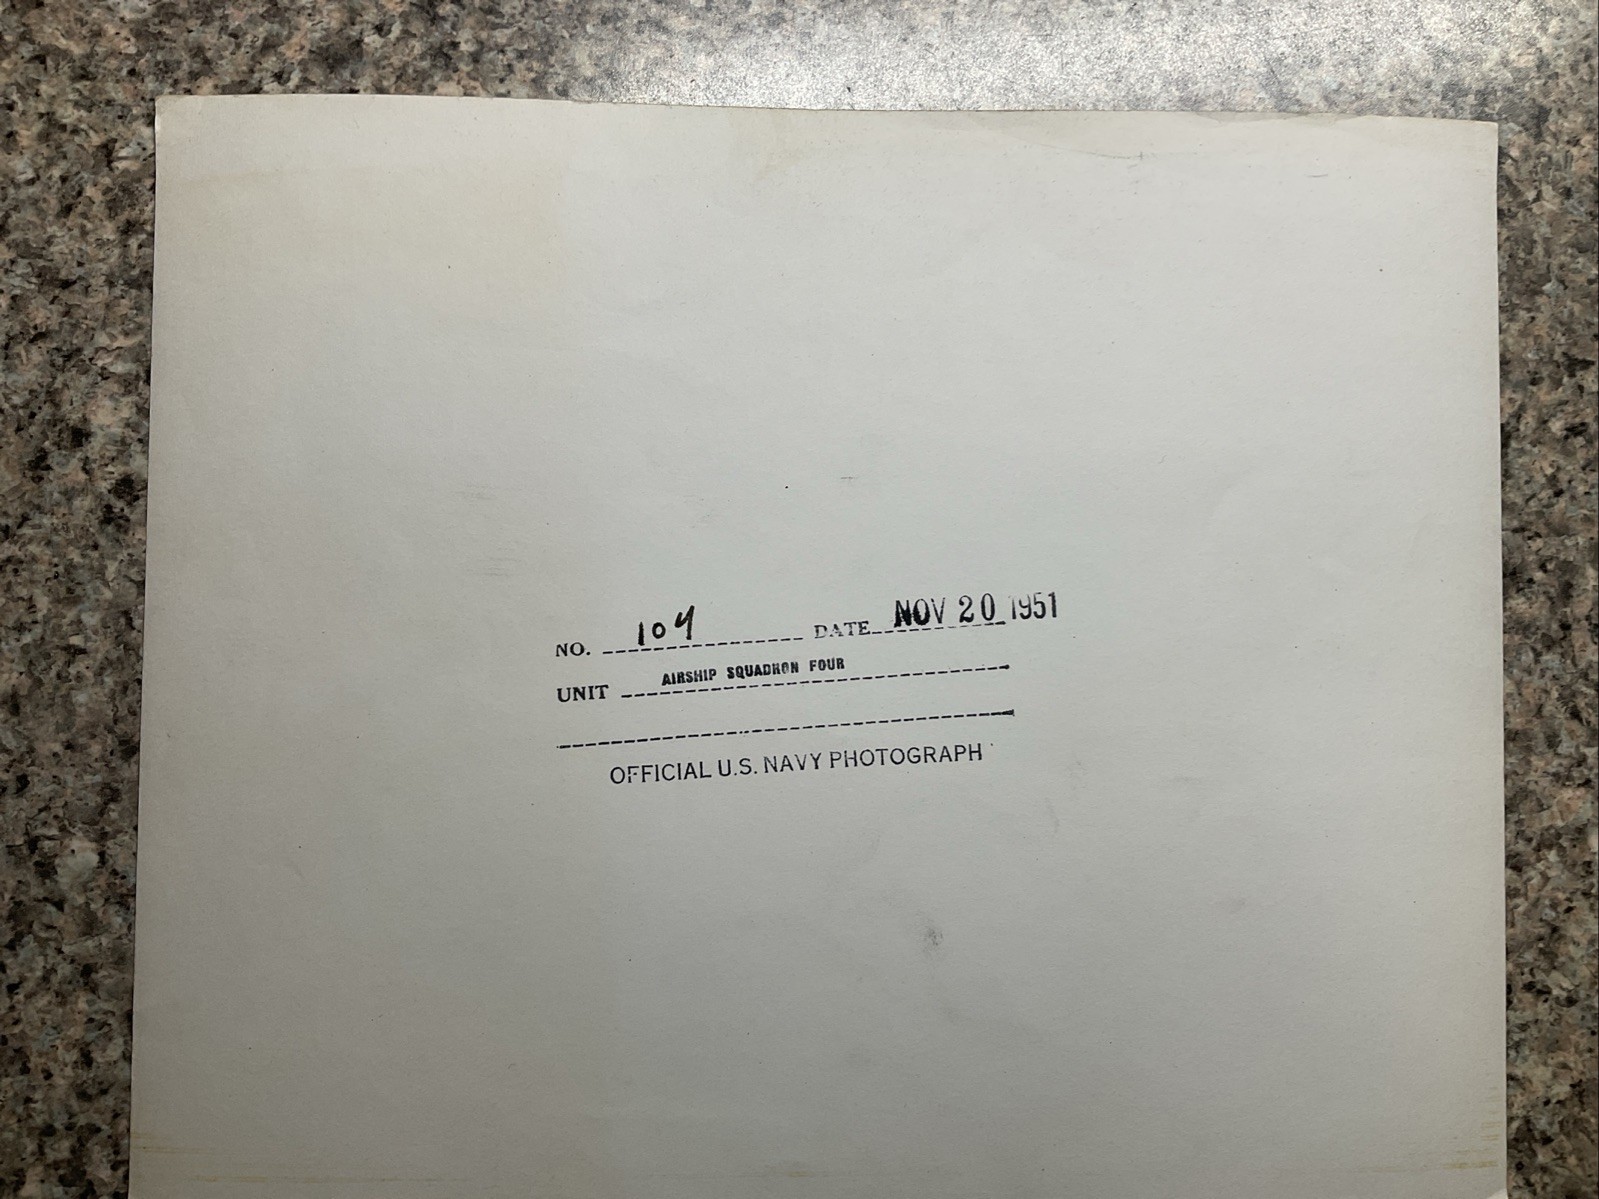 NO. 104 DATE NOV 20 1951
UNIT AIRSHIP SQUADRON FOUR
OFFICIAL U.S. NAVY PHOTOGRAPH